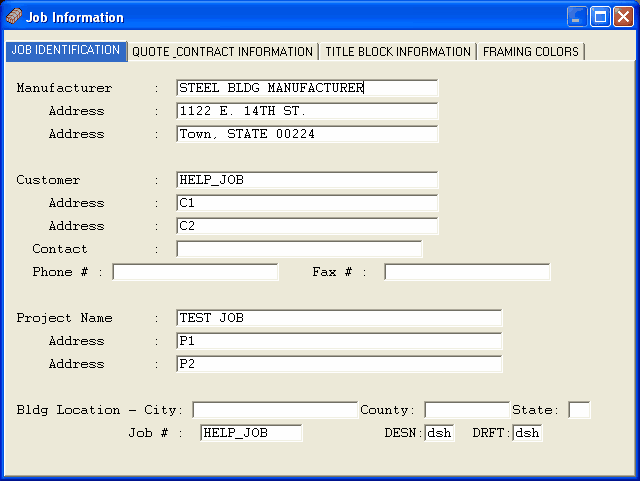 Job Information
JOB IDENTIFICATION QUOTE_CONTRACT INFORMATION TITLE BLOCK INFORMATION FRAMING COLORS
Manufacturer : STEEL BLDG MANUFACTURER
Address : 1122 E. 14TH ST.
Address : Town, STATE 00224
Customer : HELP_JOB
Address : C1
Address : C2
Contact :
Phone # : Fax # :
Project Name : TEST JOB
Address : P1
Address : P2
Bldg Location - City: County: State:
Job # : HELP_JOB DESN: dsh DRFT: dsh